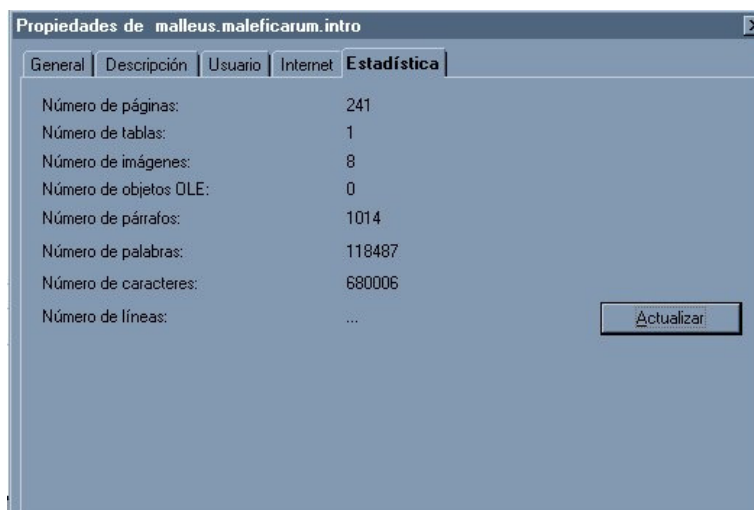 Propiedades de malleus.maleficarum.intro
General Descripción Usuario Internet Estadística
Número de páginas: 241
Número de tablas: 1
Número de imágenes: 8
Número de objetos OLE: 0
Número de párrafos: 1014
Número de palabras: 118487
Número de caracteres: 680006
Número de líneas: ... Actualizar